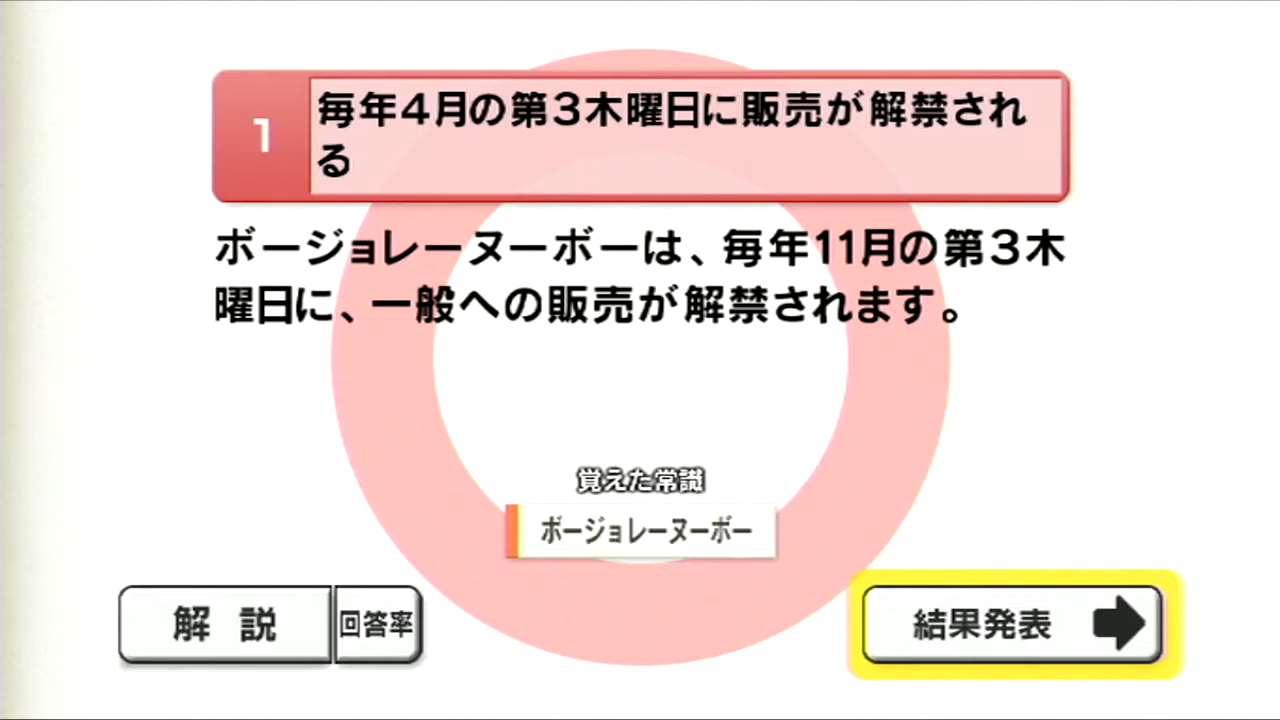 1
毎年4月の第3木曜日に販売が解禁され
る
ボージョレーヌーボーは、毎年11月の第3木
曜日に、一般への販売が解禁されます。
覚えた常識
ボージョレーヌーボー
解 説
回答率
結果発表